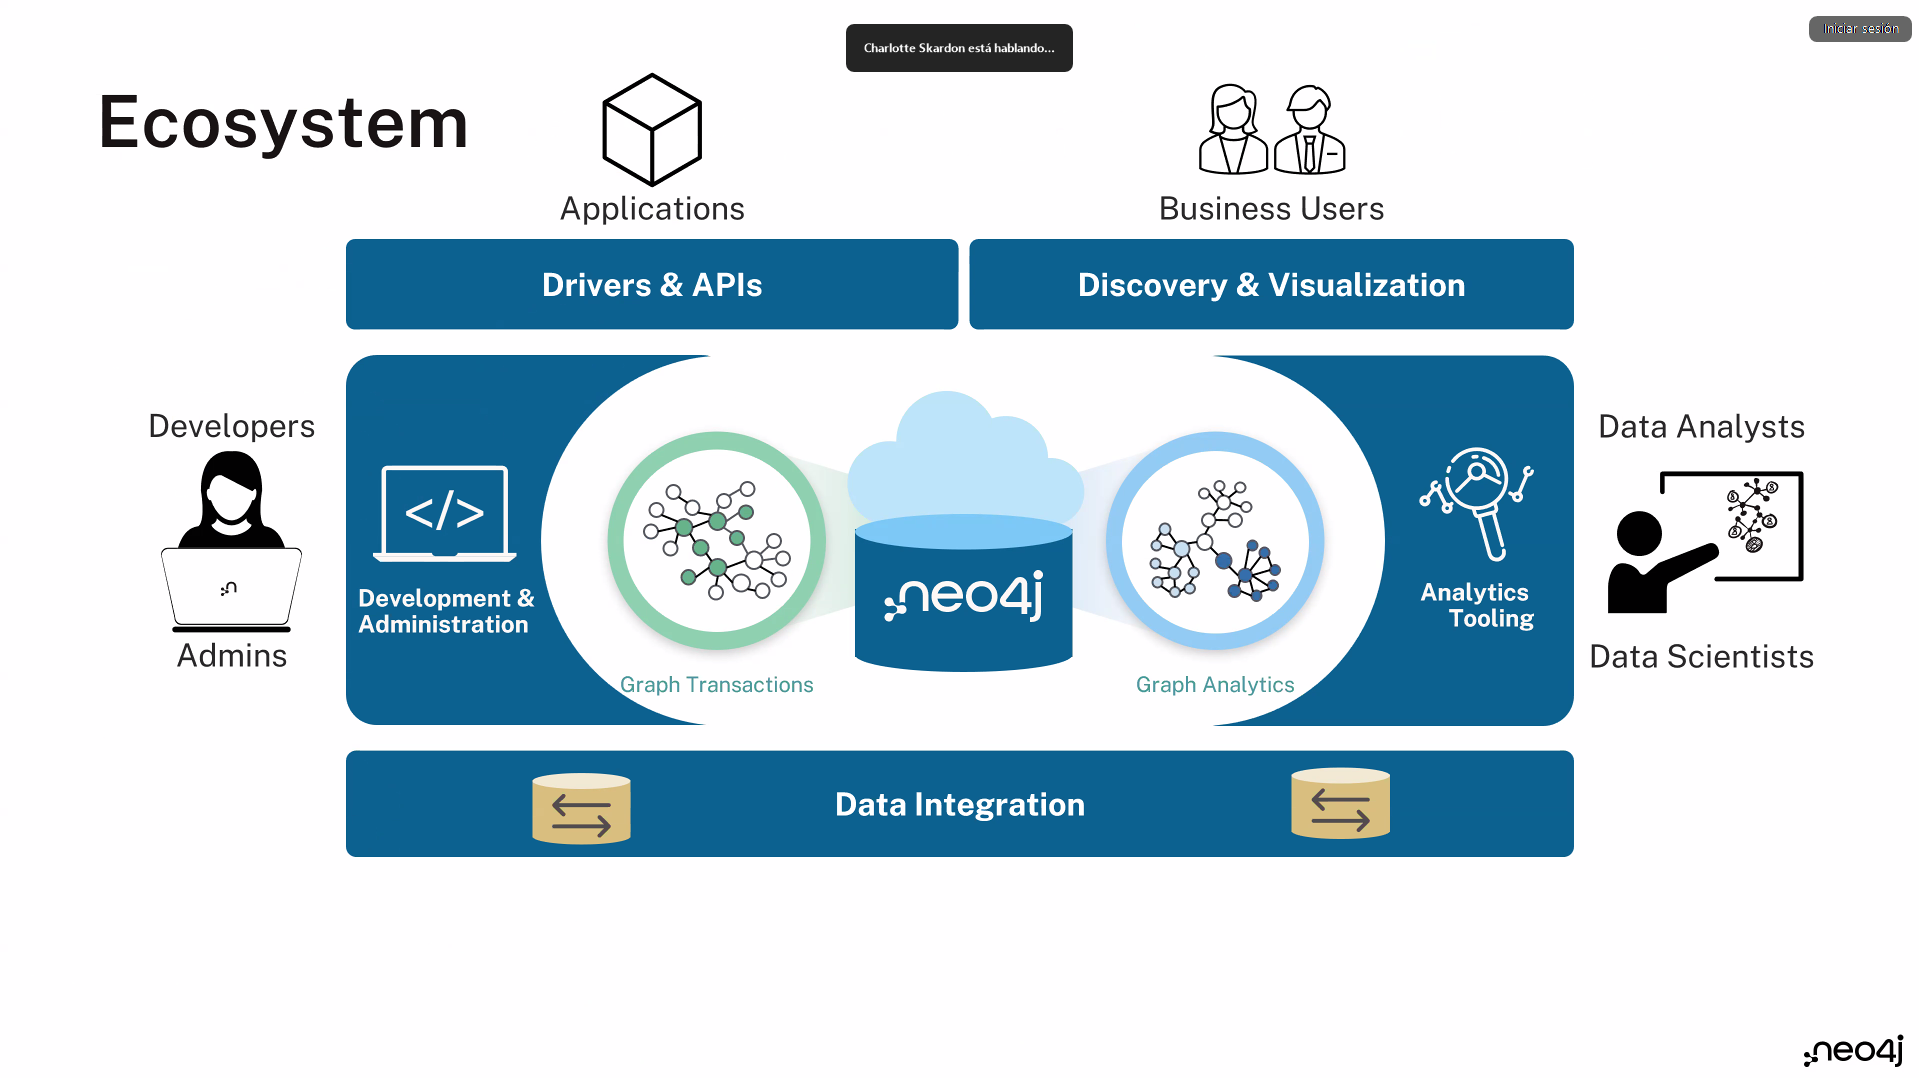 Charlotte Skardon está hablando...
Iniciar sesión
Ecosystem
Applications
Business Users
Drivers & APIs
Discovery & Visualization
Developers
Admins
</>
Development &
Administration
Graph Transactions
neo4j
Graph Analytics
Analytics
Tooling
Data Analysts
Data Scientists
Data Integration
neo4j